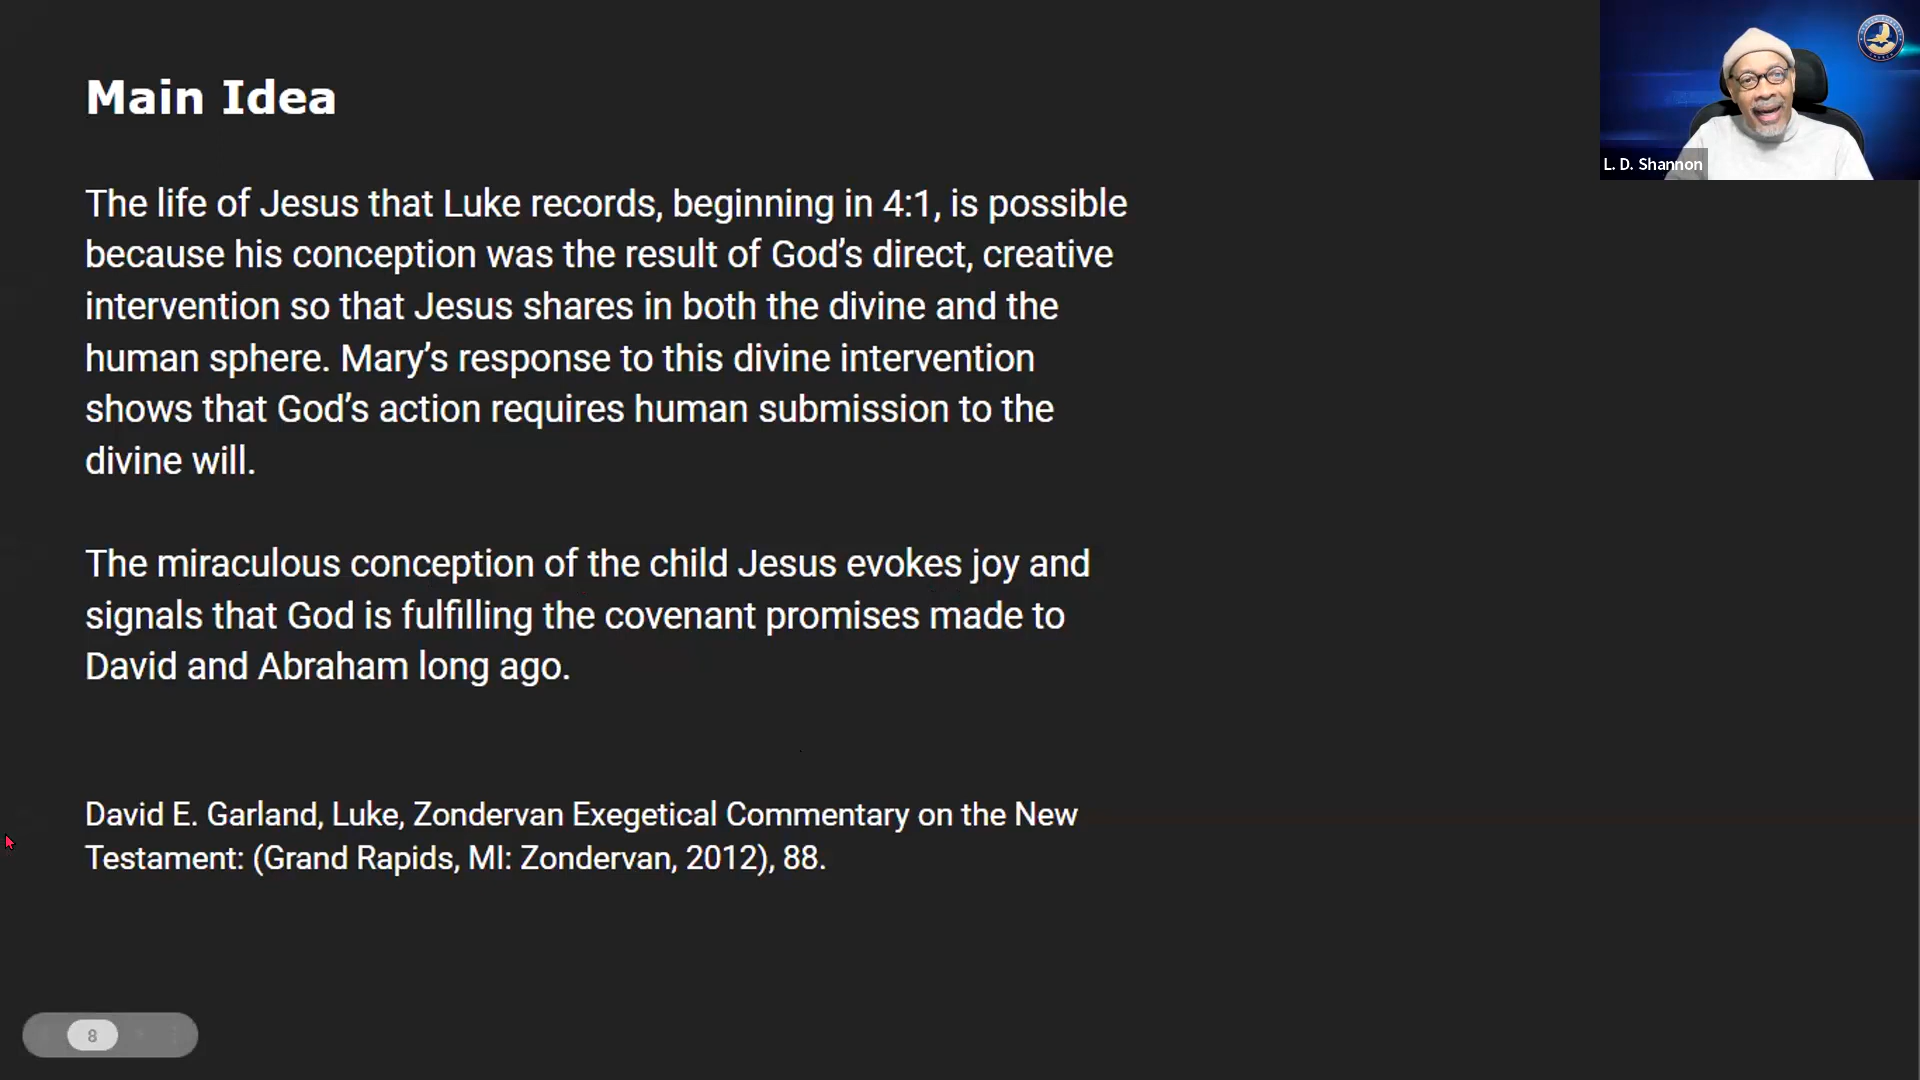 Main Idea
The life of Jesus that Luke records, beginning in 4:1, is possible
because his conception was the result of God’s direct, creative
intervention so that Jesus shares in both the divine and the
human sphere. Mary’s response to this divine intervention
shows that God’s action requires human submission to the
divine will.
The miraculous conception of the child Jesus evokes joy and
signals that God is fulfilling the covenant promises made to
David and Abraham long ago.
David E. Garland, Luke, Zondervan Exegetical Commentary on the New
Testament: (Grand Rapids, MI: Zondervan, 2012), 88.
L. D. Shannon
8